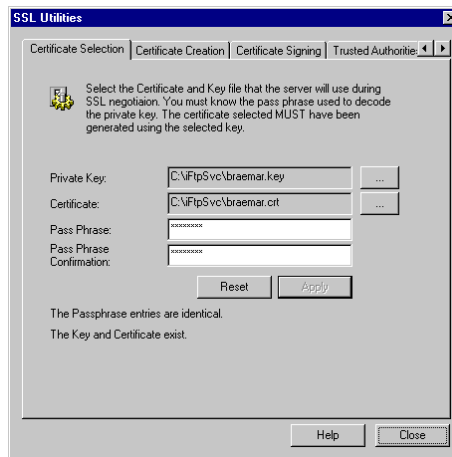 SSL Utilities
Certificate Selection Certificate Creation Certificate Signing Trusted Authorities
Select the Certificate and Key file that the server will use during
SSL negotiaion. You must know the pass phrase used to decode
the private key. The certificate selected MUST have been
generated using the selected key.
Private Key: C:\iFtpSvc\braemar.key ...
Certificate: C:\iFtpSvc\braemar.crt ...
Pass Phrase: ********
Pass Phrase
Confirmation: ********
Reset Apply
The Passphrase entries are identical.
The Key and Certificate exist.
Help Close